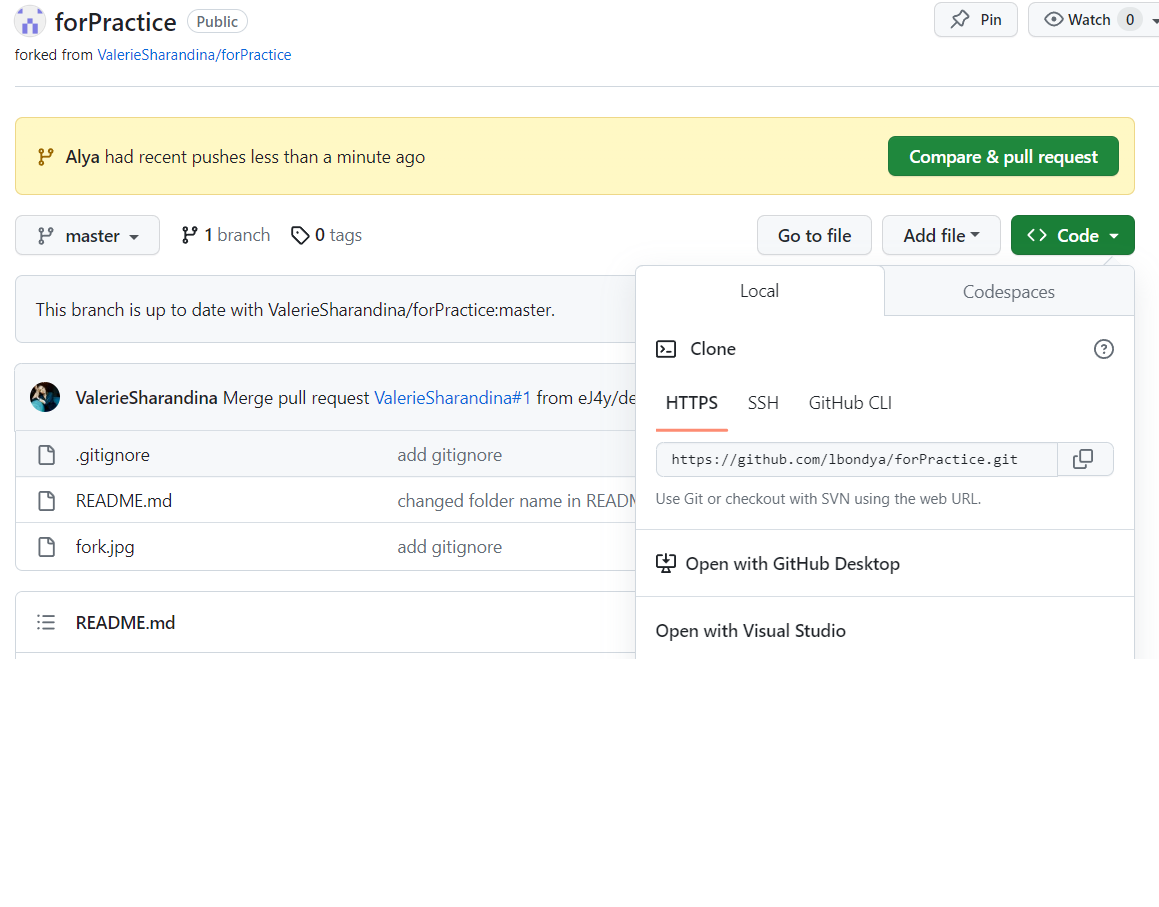 forPractice Public Pin Watch 0
forked from ValerieSharandina/forPractice
Alya had recent pushes less than a minute ago Compare & pull request
master 1 branch 0 tags Go to file Add file <> Code
Local Codespaces
This branch is up to date with ValerieSharandina/forPractice:master.
Clone
ValerieSharandina Merge pull request ValerieSharandina#1 from eJ4y/de
HTTPS SSH GitHub CLI
.gitignore add gitignore
https://github.com/lbondya/forPractice.git
README.md changed folder name in READM
Use Git or checkout with SVN using the web URL.
fork.jpg add gitignore
Open with GitHub Desktop
README.md
Open with Visual Studio